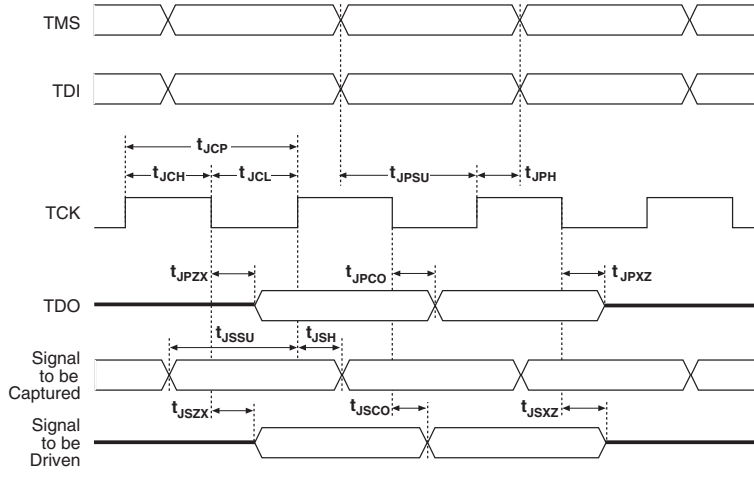 TMS
TDI
tJCP
tJCH
tJCL
tJPSU
tJPH
TCK
tJPZX
tJPCO
tJPXZ
TDO
tJSSU
tJSH
Signal
to be
Captured
tJSZX
tJSCO
tJSXZ
Signal
to be
Driven